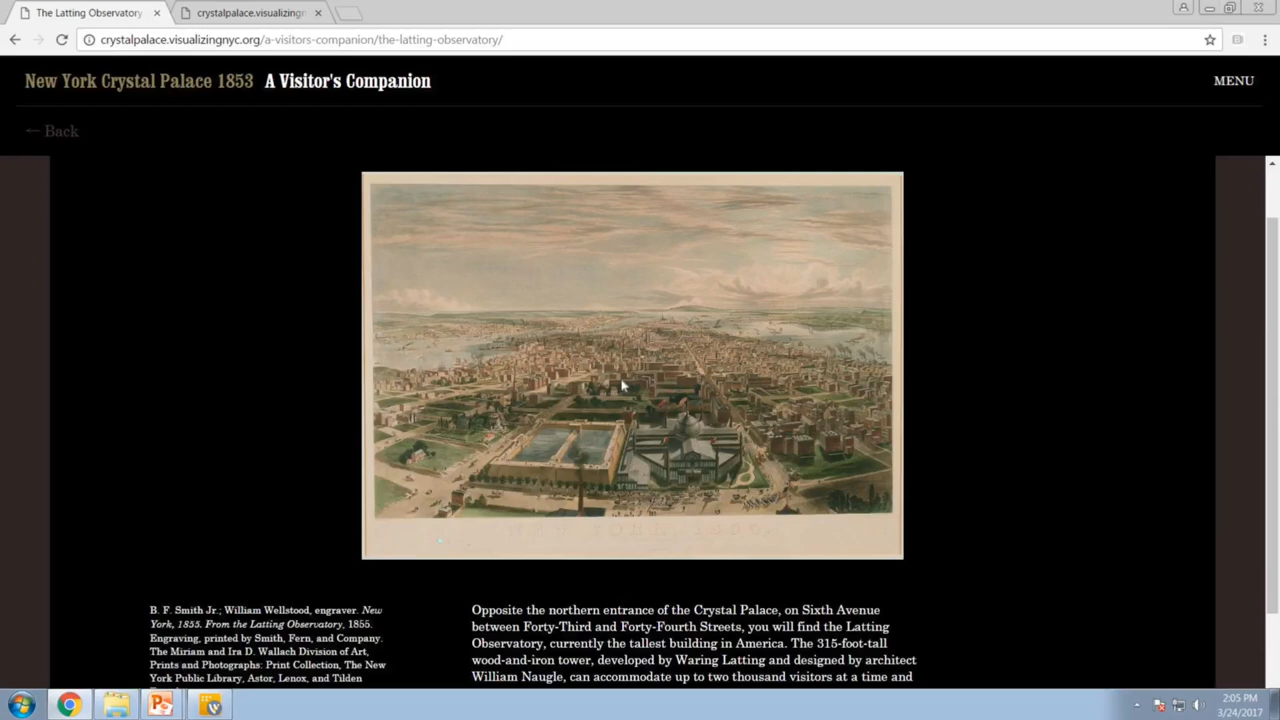 The Latting Observatory
crystalpalace.visualizingn
crystalpalace.visualizingnyc.org/a-visitors-companion/the-latting-observatory/
New York Crystal Palace 1853 A Visitor's Companion
MENU
← Back
B. F. Smith Jr.; William Wellstood, engraver. New
York, 1855. From the Latting Observatory, 1855.
Engraving, printed by Smith, Fern, and Company.
The Miriam and Ira D. Wallach Division of Art,
Prints and Photographs: Print Collection, The New
York Public Library, Astor, Lenox, and Tilden
Opposite the northern entrance of the Crystal Palace, on Sixth Avenue
between Forty-Third and Forty-Fourth Streets, you will find the Latting
Observatory, currently the tallest building in America. The 315-foot-tall
wood-and-iron tower, developed by Waring Latting and designed by architect
William Naugle, can accommodate up to two thousand visitors at a time and
2:05 PM
3/24/2017